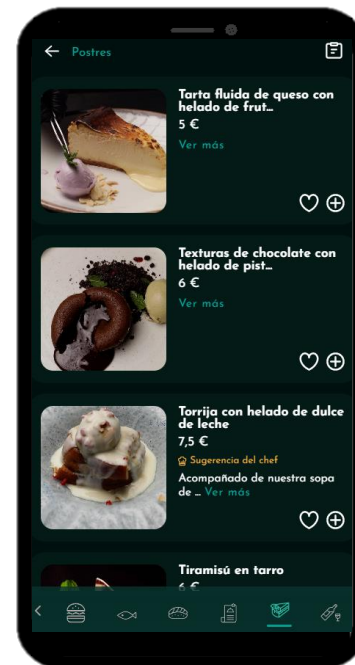 Postres
Tarta fluida de queso con
helado de frut...
5 €
Ver más
Texturas de chocolate con
helado de pist...
6 €
Ver más
Torrija con helado de dulce
de leche
7,5 €
Sugerencia del chef
Acompañado de nuestra sopa
de ... Ver más
Tiramisú en tarro
6 €